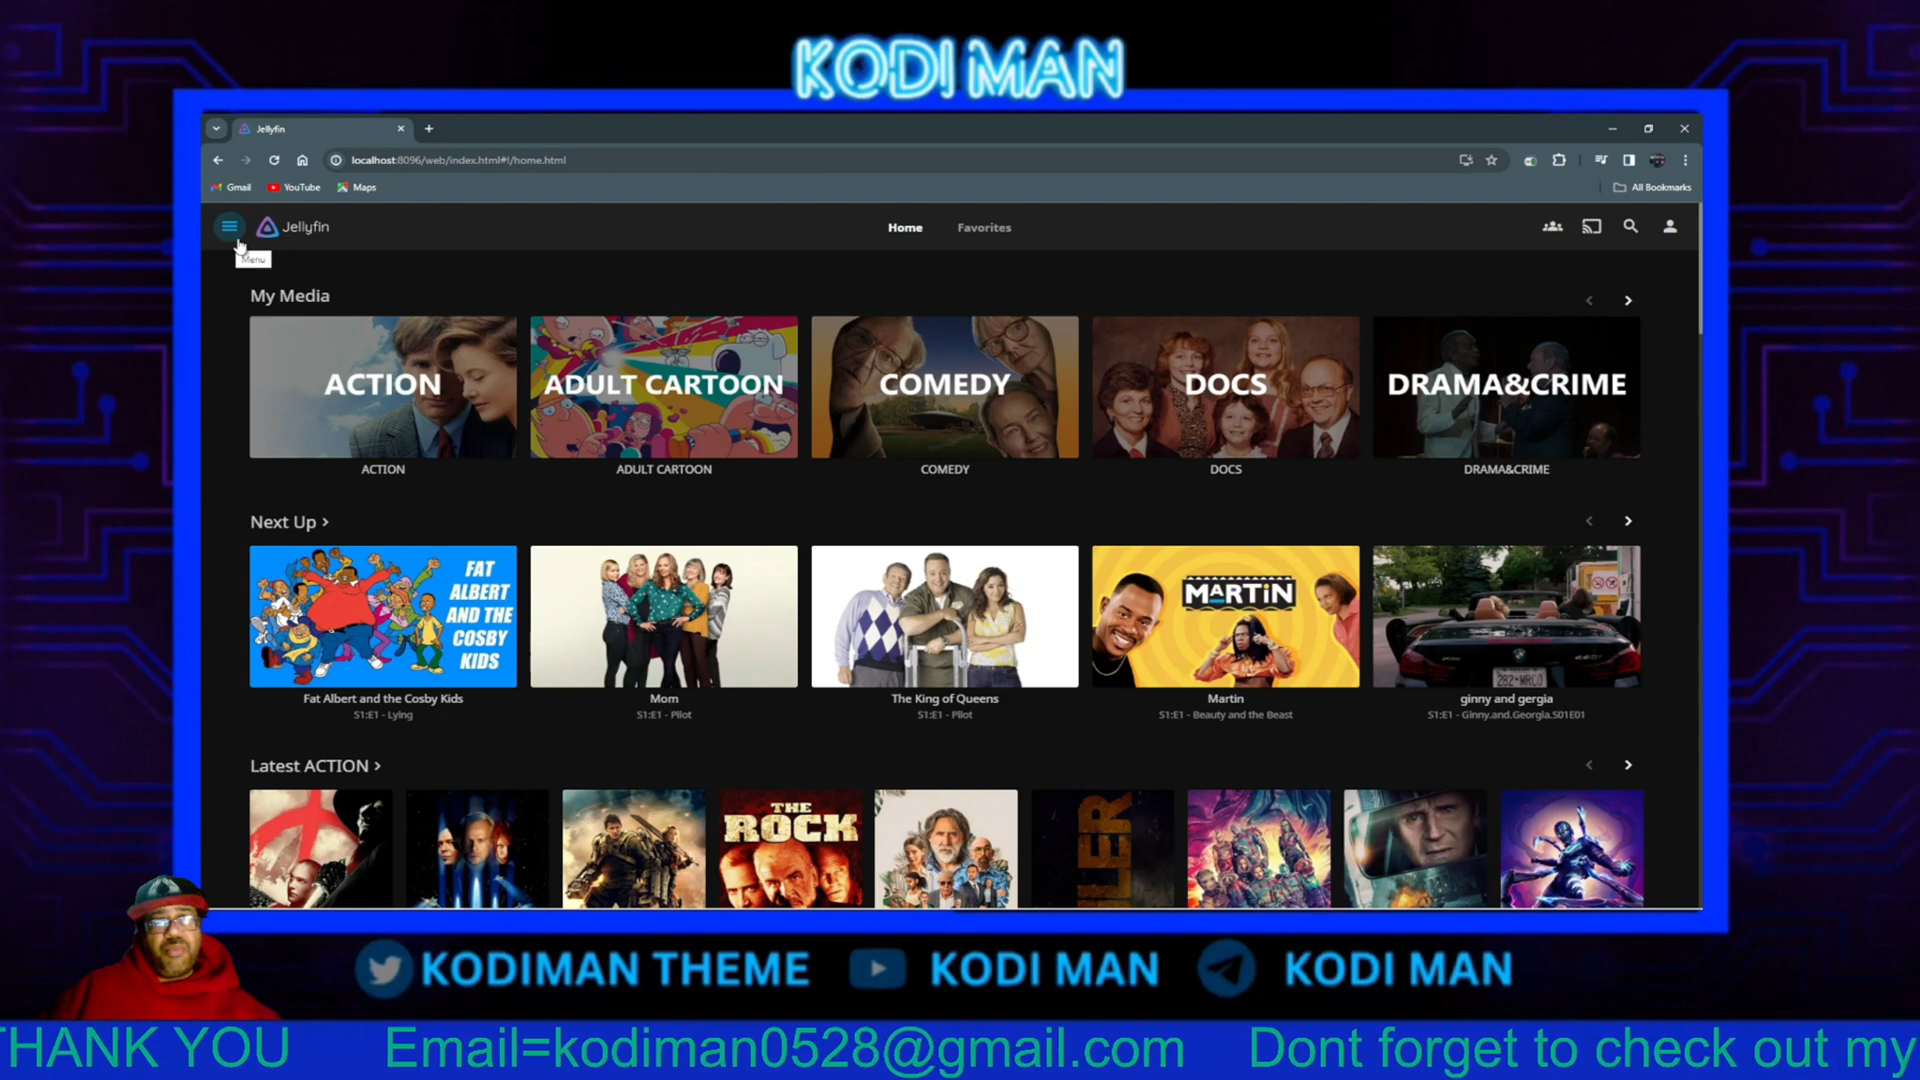 KODI MAN
Jellyfin
localhost:8096/web/index.html#!/home.html
Gmail YouTube Maps All Bookmarks
Jellyfin Home Favorites
Menu
My Media
ACTION ADULT CARTOON COMEDY DOCS DRAMA&CRIME
ACTION ADULT CARTOON COMEDY DOCS DRAMA&CRIME
Next Up >
FAT
ALBERT
AND THE
COSBY
KIDS
MARTIN
282*MRCO
Fat Albert and the Cosby Kids Mom The King of Queens Martin ginny and gergia
S1:E1 - Lying S1:E1 - Pilot S1:E1 - Pilot S1:E1 - Beauty and the Beast S1:E1 - Ginny.and.Georgia.S01E01
Latest ACTION >
THE
ROCK
KODIMAN THEME KODI MAN KODI MAN
THANK YOU Email=kodiman0528@gmail.com Dont forget to check out my